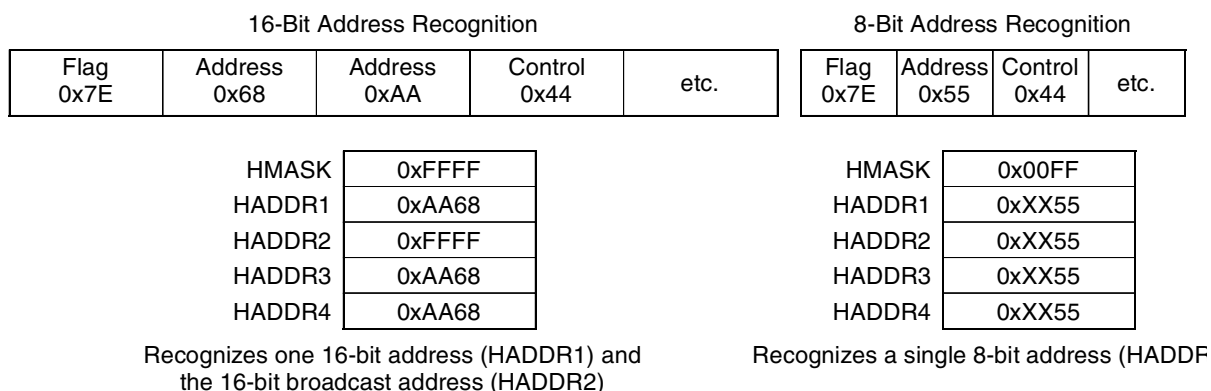 16-Bit Address Recognition
Flag 0x7E Address 0x68 Address 0xAA Control 0x44 etc.
HMASK 0xFFFF
HADDR1 0xAA68
HADDR2 0xFFFF
HADDR3 0xAA68
HADDR4 0xAA68
Recognizes one 16-bit address (HADDR1) and
the 16-bit broadcast address (HADDR2)
8-Bit Address Recognition
Flag 0x7E Address 0x55 Control 0x44 etc.
HMASK 0x00FF
HADDR1 0xXX55
HADDR2 0xXX55
HADDR3 0xXX55
HADDR4 0xXX55
Recognizes a single 8-bit address (HADDR